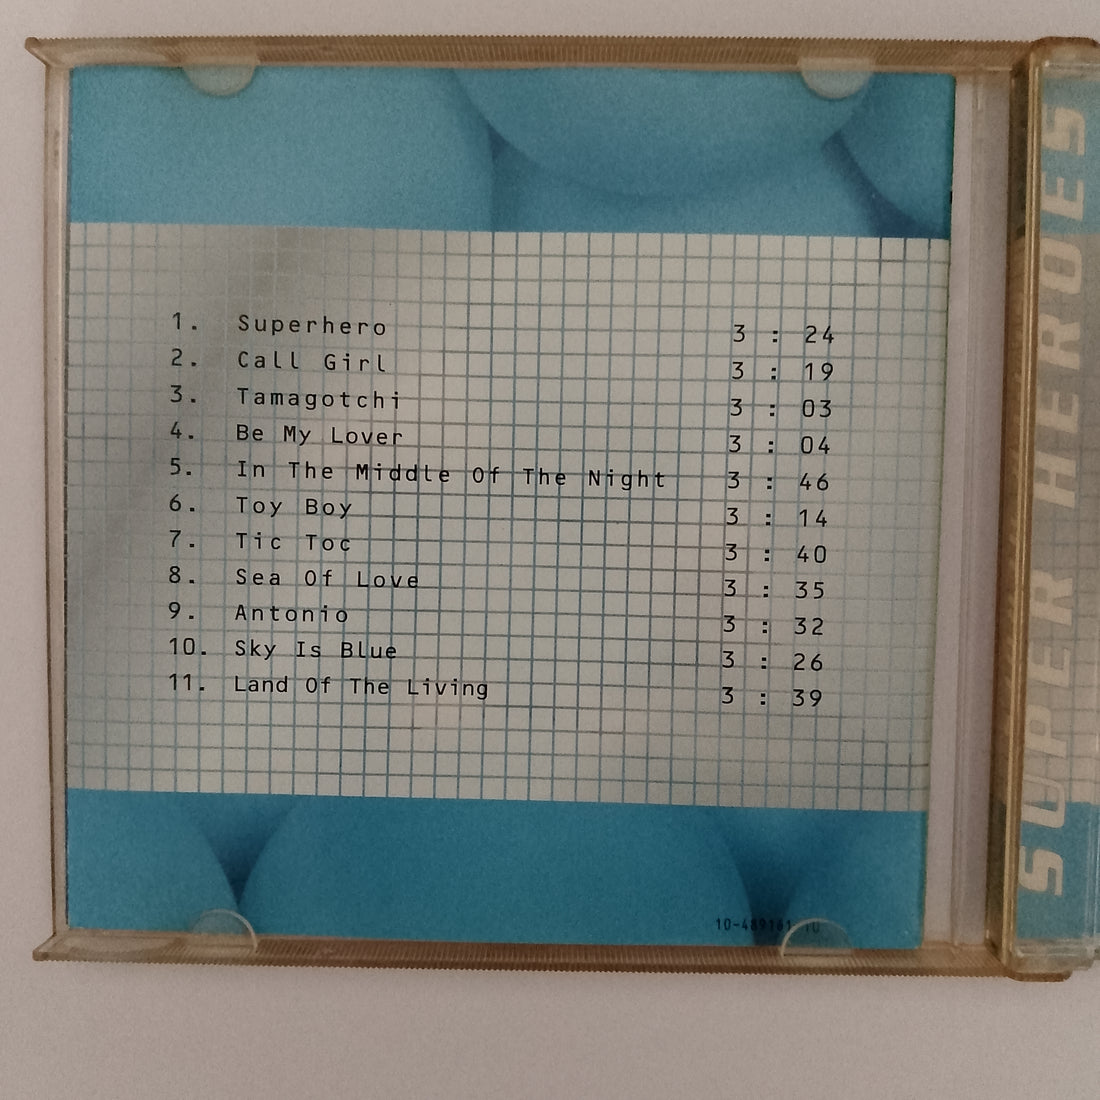 1. Superhero 3 : 24
2. Call Girl 3 : 19
3. Tamagotchi 3 : 03
4. Be My Lover 3 : 04
5. In The Middle Of The Night 3 : 46
6. Toy Boy 3 : 14
7. Tic Toc 3 : 40
8. Sea Of Love 3 : 35
9. Antonio 3 : 32
10. Sky Is Blue 3 : 26
11. Land Of The Living 3 : 39
SUPER HEROES